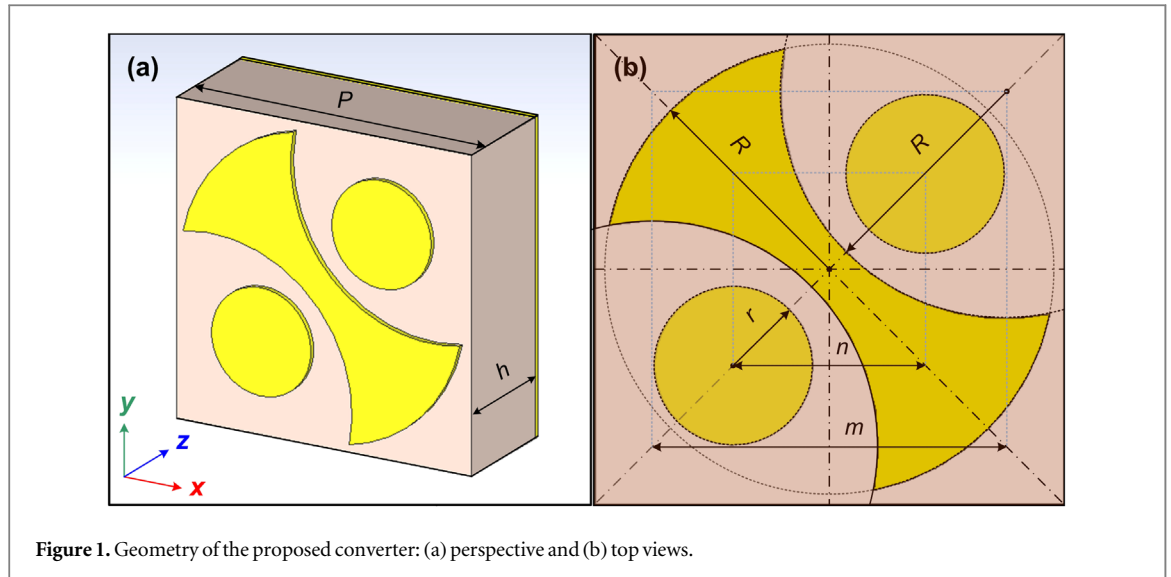 (a)
P
h
y
z
x
(b)
R
R
r
n
m
Figure 1. Geometry of the proposed converter: (a) perspective and (b) top views.